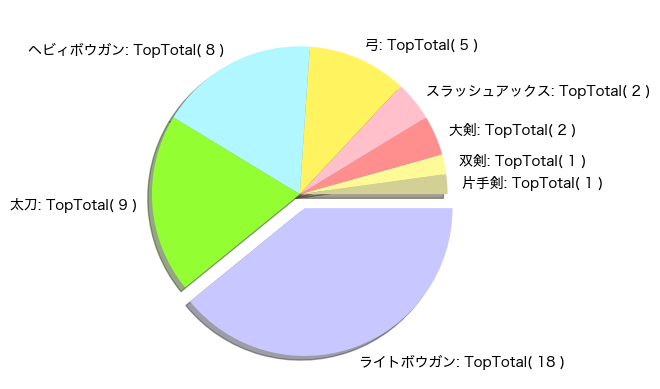 弓: TopTotal( 5 )
ヘビィボウガン: TopTotal( 8 )
スラッシュアックス: TopTotal( 2 )
大剣: TopTotal( 2 )
双剣: TopTotal( 1 )
片手剣: TopTotal( 1 )
太刀: TopTotal( 9 )
ライトボウガン: TopTotal( 18 )